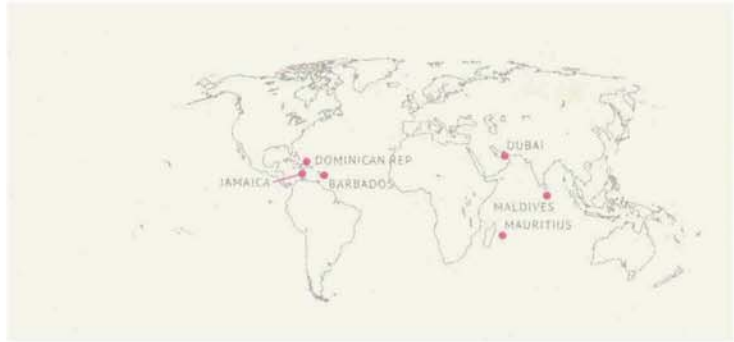 DUBAI
DOMINICAN REP
JAMAICA
BARBADOS
MALDIVES
MAURITIUS